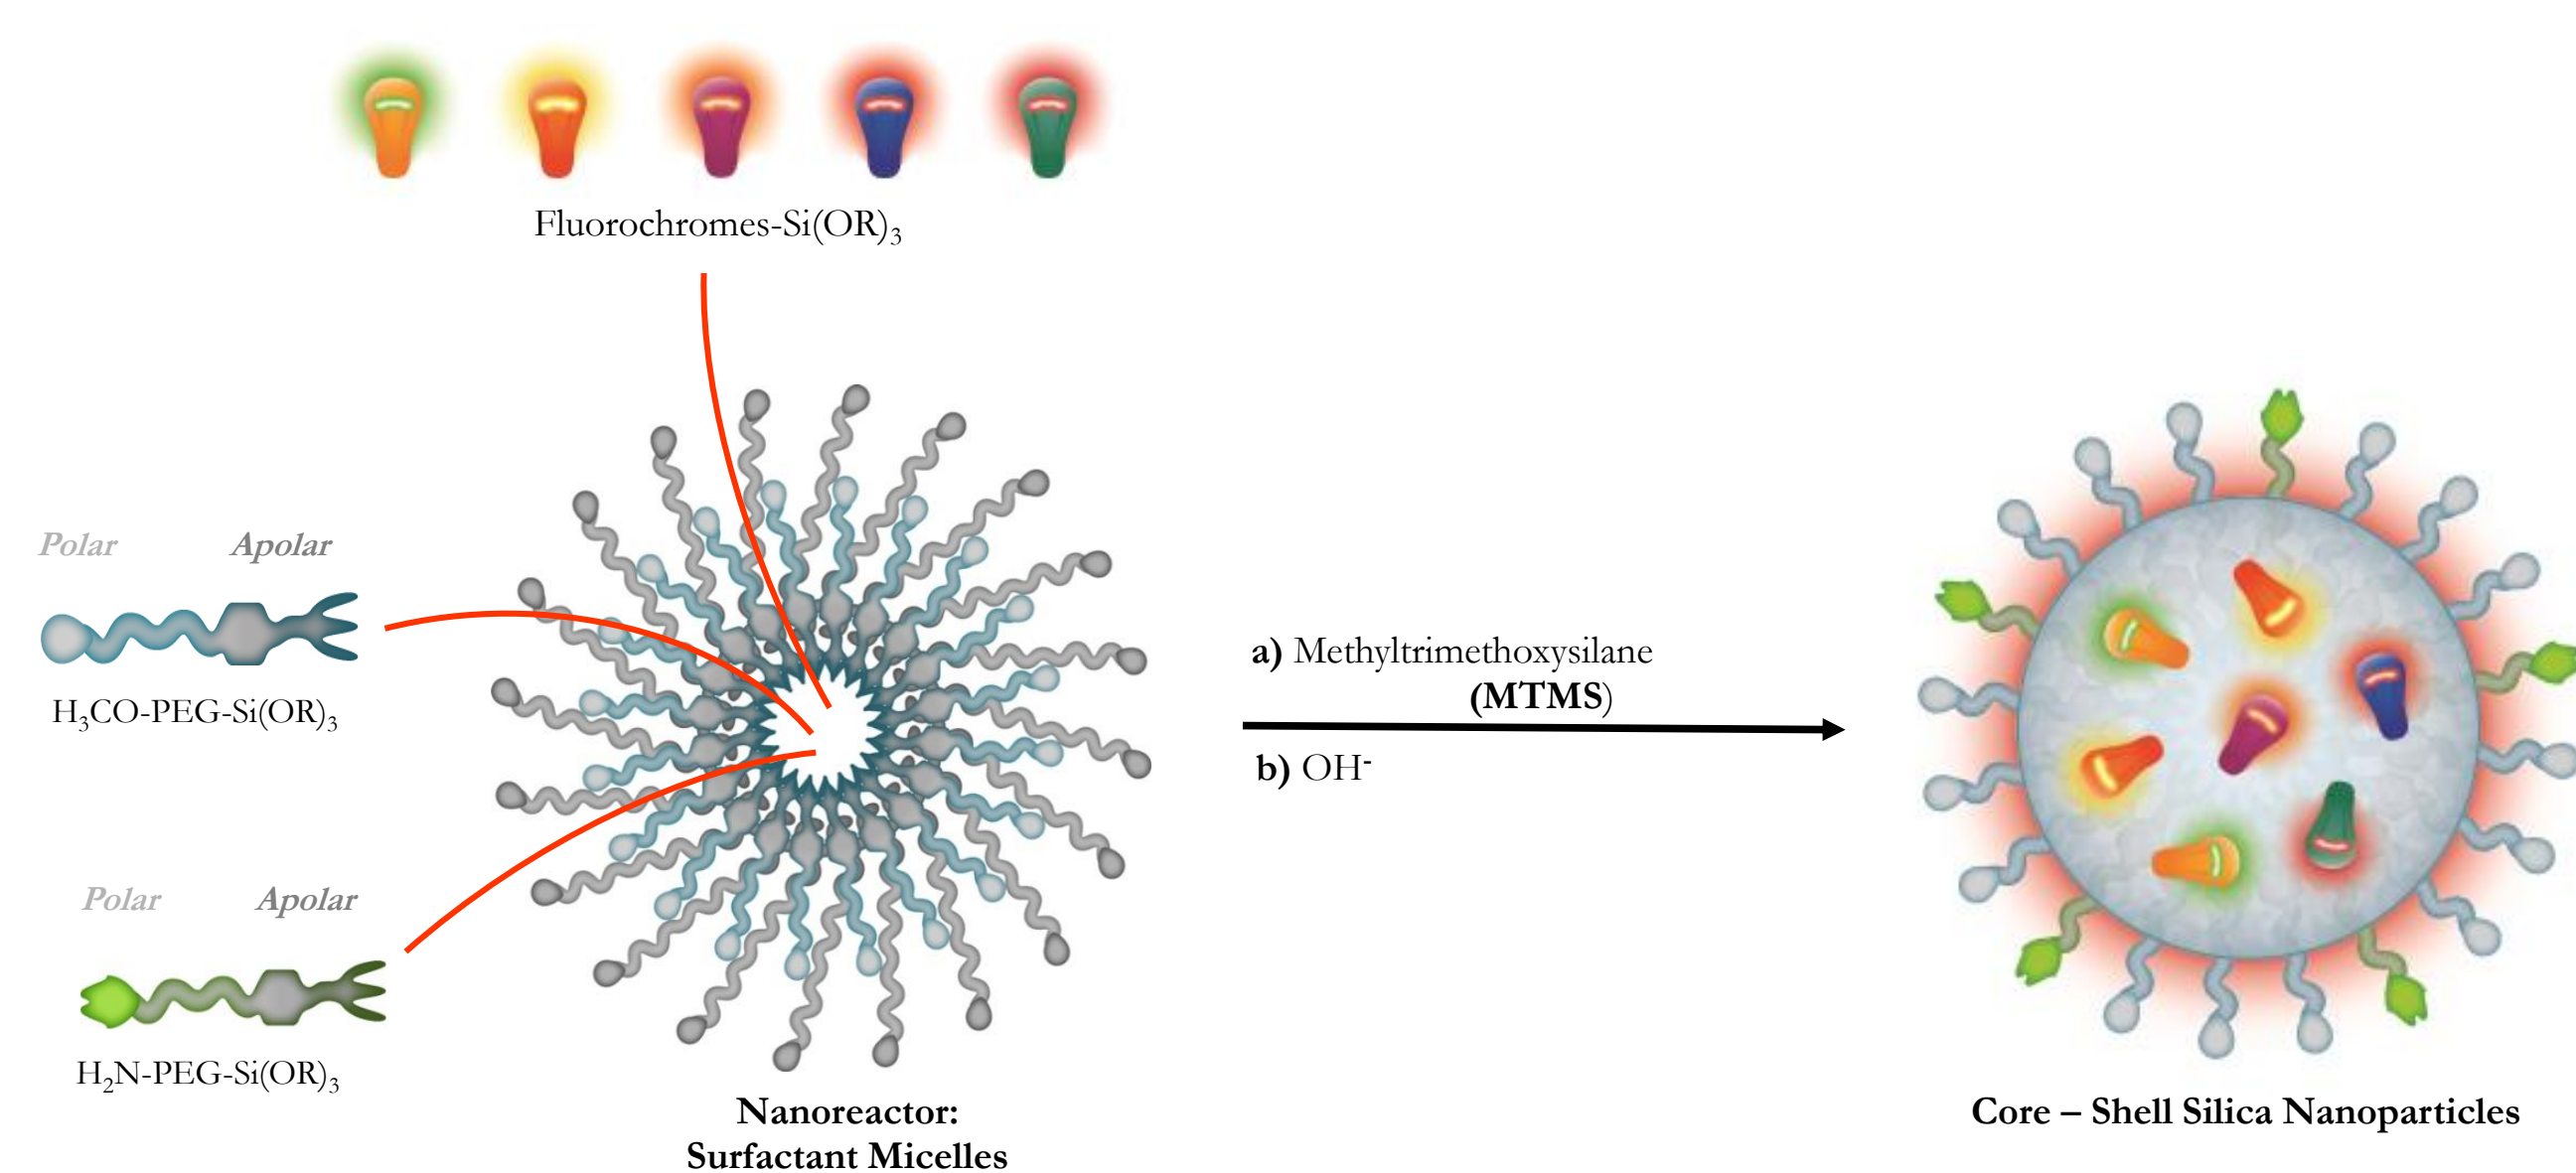 Fluorochromes-Si(OR)₃
Polar Apolar
H₃CO-PEG-Si(OR)₃
a) Methyltrimethoxysilane
(MTMS)
b) OH⁻
Polar Apolar
H₂N-PEG-Si(OR)₃
Nanoreactor:
Surfactant Micelles
Core – Shell Silica Nanoparticles